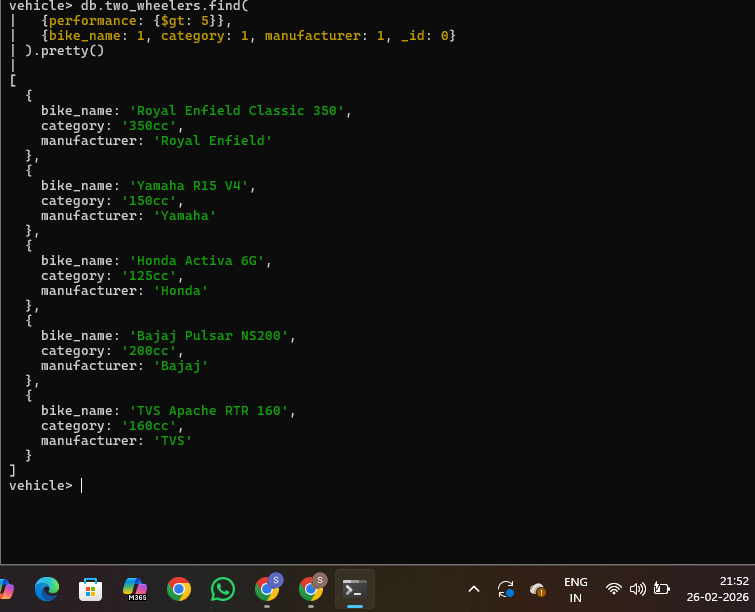 vehicle> db.two_wheelers.find(
| {performance: {$gt: 5}},
| {bike_name: 1, category: 1, manufacturer: 1, _id: 0}
| ).pretty()
|
[
  {
    bike_name: 'Royal Enfield Classic 350',
    category: '350cc',
    manufacturer: 'Royal Enfield'
  },
  {
    bike_name: 'Yamaha R15 V4',
    category: '150cc',
    manufacturer: 'Yamaha'
  },
  {
    bike_name: 'Honda Activa 6G',
    category: '125cc',
    manufacturer: 'Honda'
  },
  {
    bike_name: 'Bajaj Pulsar NS200',
    category: '200cc',
    manufacturer: 'Bajaj'
  },
  {
    bike_name: 'TVS Apache RTR 160',
    category: '160cc',
    manufacturer: 'TVS'
  }
]
vehicle>
M365
S
S
ENG
IN
21:52
26-02-2026